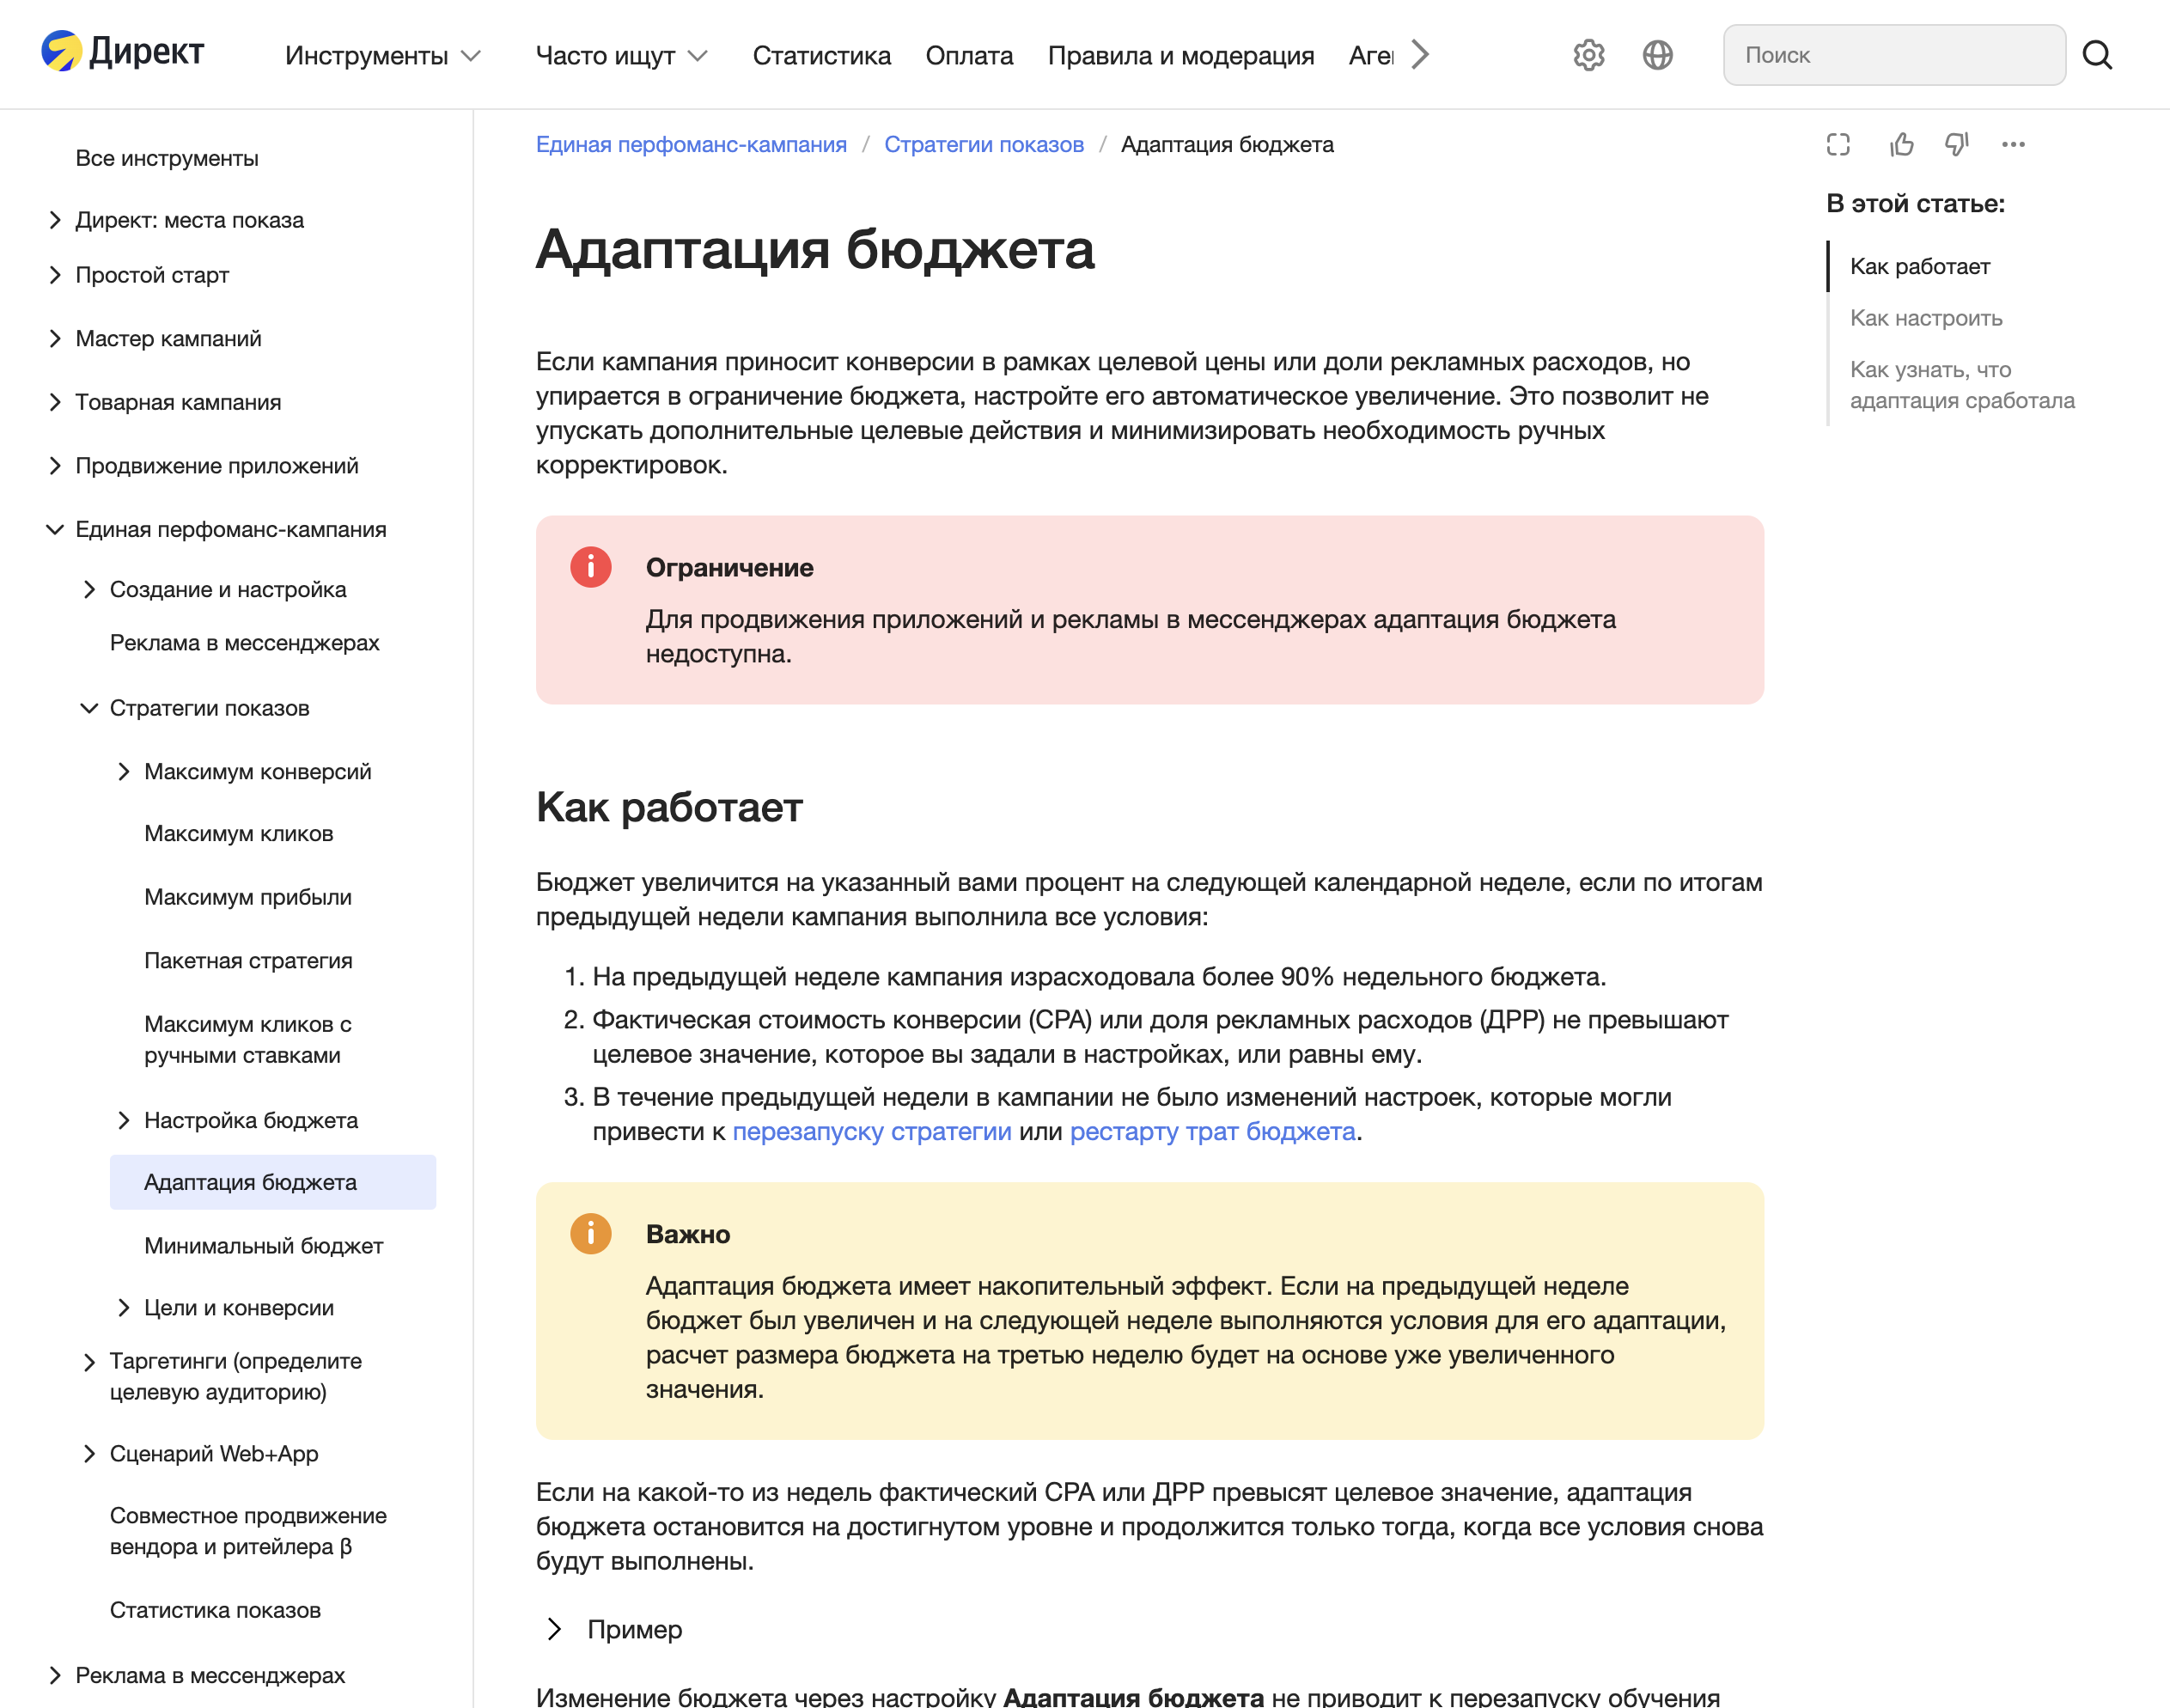 Директ
Инструменты
Часто ищут
Статистика
Оплата
Правила и модерация
Аге
Поиск
Все инструменты
Директ: места показа
Простой старт
Мастер кампаний
Товарная кампания
Продвижение приложений
Единая перфоманс-кампания
Создание и настройка
Реклама в мессенджерах
Стратегии показов
Максимум конверсий
Максимум кликов
Максимум прибыли
Пакетная стратегия
Максимум кликов с
ручными ставками
Настройка бюджета
Адаптация бюджета
Минимальный бюджет
Цели и конверсии
Таргетинги (определите
целевую аудиторию)
Сценарий Web+App
Совместное продвижение
вендора и ритейлера β
Статистика показов
Реклама в мессенджерах
Единая перфоманс-кампания / Стратегии показов / Адаптация бюджета
Адаптация бюджета
Если кампания приносит конверсии в рамках целевой цены или доли рекламных расходов, но
упирается в ограничение бюджета, настройте его автоматическое увеличение. Это позволит не
упускать дополнительные целевые действия и минимизировать необходимость ручных
корректировок.
Ограничение
Для продвижения приложений и рекламы в мессенджерах адаптация бюджета
недоступна.
Как работает
Бюджет увеличится на указанный вами процент на следующей календарной неделе, если по итогам
предыдущей недели кампания выполнила все условия:
1. На предыдущей неделе кампания израсходовала более 90% недельного бюджета.
2. Фактическая стоимость конверсии (CPA) или доля рекламных расходов (ДРР) не превышают
целевое значение, которое вы задали в настройках, или равны ему.
3. В течение предыдущей недели в кампании не было изменений настроек, которые могли
привести к перезапуску стратегии или рестарту трат бюджета.
Важно
Адаптация бюджета имеет накопительный эффект. Если на предыдущей неделе
бюджет был увеличен и на следующей неделе выполняются условия для его адаптации,
расчет размера бюджета на третью неделю будет на основе уже увеличенного
значения.
Если на какой-то из недель фактический CPA или ДРР превысят целевое значение, адаптация
бюджета остановится на достигнутом уровне и продолжится только тогда, когда все условия снова
будут выполнены.
Пример
Изменение бюджета через настройку Адаптация бюджета не приводит к перезапуску обучения
В этой статье:
Как работает
Как настроить
Как узнать, что
адаптация сработала